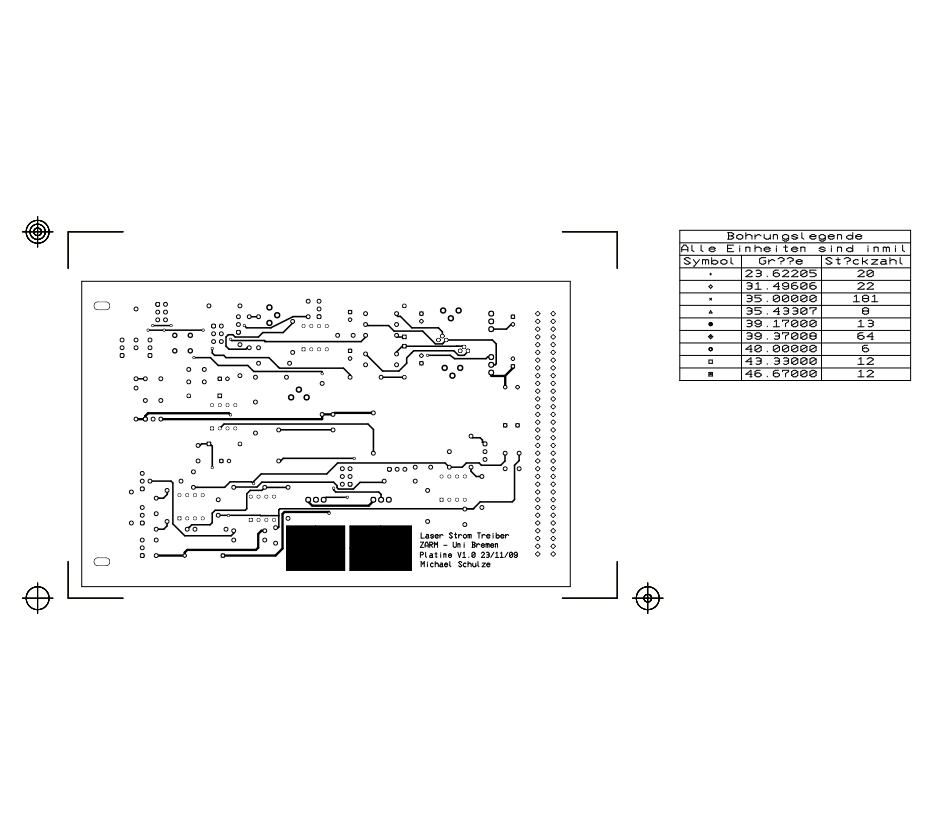 Bohrungslegende
Alle Einheiten sind inmil
Symbol Gr??e St?ckzahl
23.62205 20
31.49606 22
35.00000 181
35.43307 8
39.17000 13
39.37008 64
40.00000 6
43.33000 12
46.67000 12
Laser Strom Treiber
ZARM - Uni Bremen
Platine V1.0 23/11/09
Michael Schulze